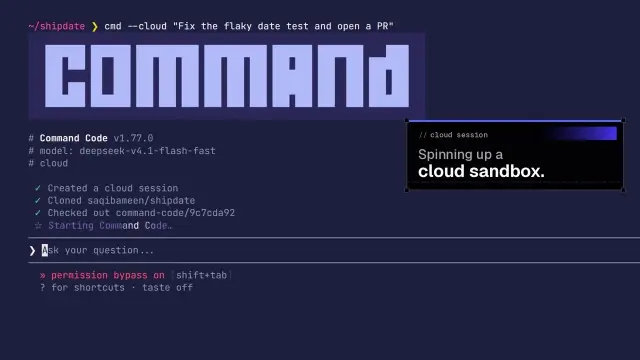 ~/shipdate ❯ cmd --cloud "Fix the flaky date test and open a PR"
COMMAND
# Command Code v1.77.0
# model: deepseek-v4.1-flash-fast
# cloud
✓ Created a cloud session
✓ Cloned saqibameen/shipdate
✓ Checked out command-code/9c7cda92
☆ Starting Command Code…
❯ Ask your question...
» permission bypass on [shift+tab]
? for shortcuts · taste off
// cloud session
Spinning up a
cloud sandbox.